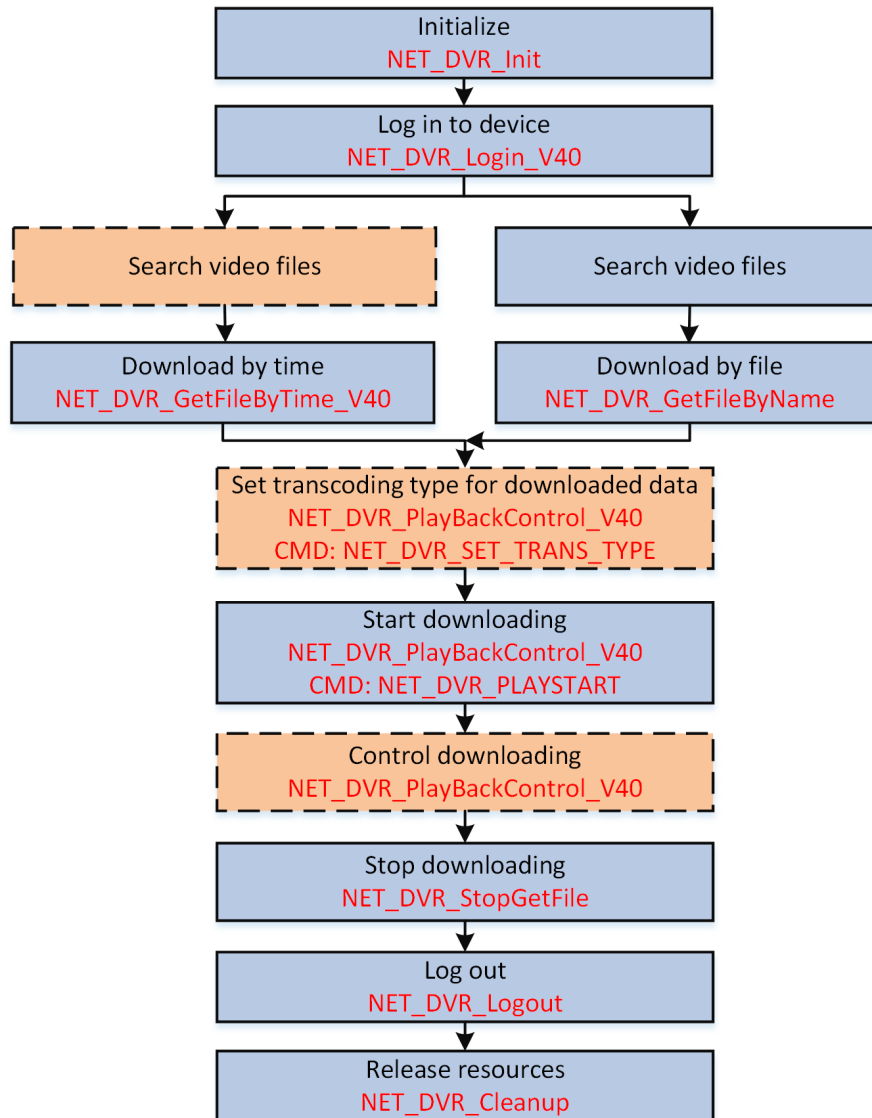 Initialize
NET_DVR_Init
Log in to device
NET_DVR_Login_V40
Search video files
Search video files
Download by time
NET_DVR_GetFileByTime_V40
Download by file
NET_DVR_GetFileByName
Set transcoding type for downloaded data
NET_DVR_PlayBackControl_V40
CMD: NET_DVR_SET_TRANS_TYPE
Start downloading
NET_DVR_PlayBackControl_V40
CMD: NET_DVR_PLAYSTART
Control downloading
NET_DVR_PlayBackControl_V40
Stop downloading
NET_DVR_StopGetFile
Log out
NET_DVR_Logout
Release resources
NET_DVR_Cleanup